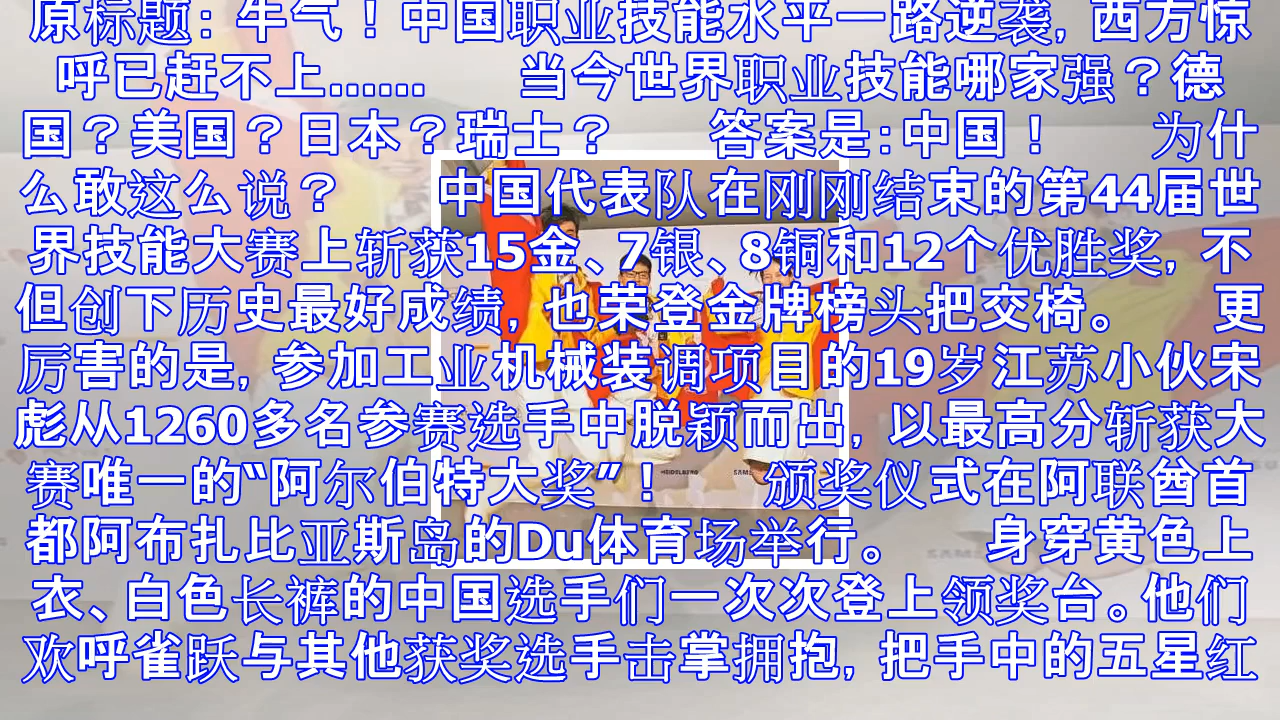 原标题：牛气！中国职业技能水平一路逆袭，西方惊
呼已赶不上...... 当今世界职业技能哪家强？德
国？美国？日本？瑞士？ 答案是：中国！ 为什
么敢这么说？ 中国代表队在刚刚结束的第44届世
界技能大赛上斩获15金、7银、8铜和12个优胜奖，不
但创下历史最好成绩，也荣登金牌榜头把交椅。 更
厉害的是，参加工业机械装调项目的19岁江苏小伙宋
彪从1260多名参赛选手中脱颖而出，以最高分斩获大
赛唯一的“阿尔伯特大奖”！ 颁奖仪式在阿联酋首
都阿布扎比亚斯岛的Du体育场举行。 身穿黄色上
衣、白色长裤的中国选手们一次次登上领奖台。他们
欢呼雀跃与其他获奖选手击掌拥抱，把手中的五星红
HEIDELBERG